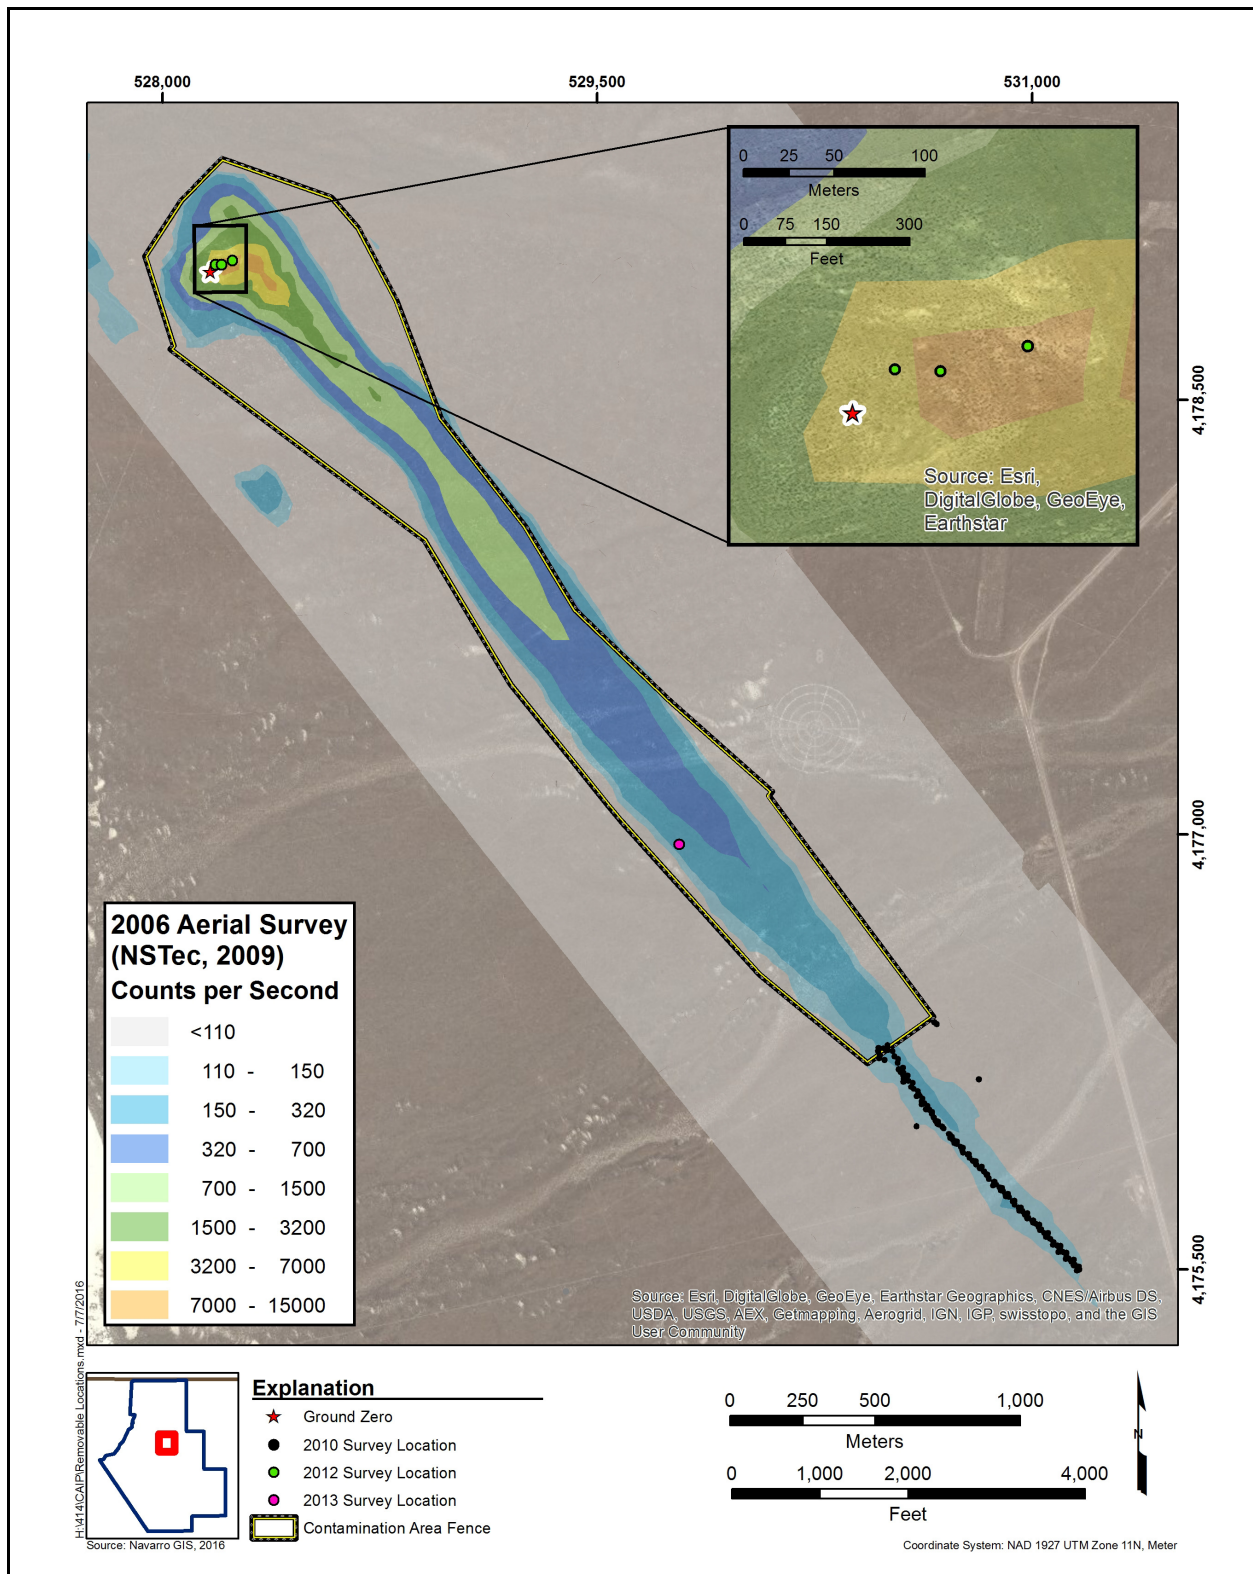 528,000
529,500
531,000
0 25 50 100
Meters
0 75 150 300
Feet
Source: Esri,
DigitalGlobe, GeoEye,
Earthstar
4,178,500
4,177,000
4,175,500
2006 Aerial Survey
(NSTec, 2009)
Counts per Second
<110
110 - 150
150 - 320
320 - 700
700 - 1500
1500 - 3200
3200 - 7000
7000 - 15000
Source: Esri, DigitalGlobe, GeoEye, Earthstar Geographics, CNES/Airbus DS,
USDA, USGS, AEX, Getmapping, Aerogrid, IGN, IGP, swisstopo, and the GIS
User Community
H:\414\CAIP\Removable Locations.mxd - 7/7/2016
Explanation
Ground Zero
2010 Survey Location
2012 Survey Location
2013 Survey Location
Contamination Area Fence
0 250 500 1,000
Meters
0 1,000 2,000 4,000
Feet
N
Source: Navarro GIS, 2016
Coordinate System: NAD 1927 UTM Zone 11N, Meter